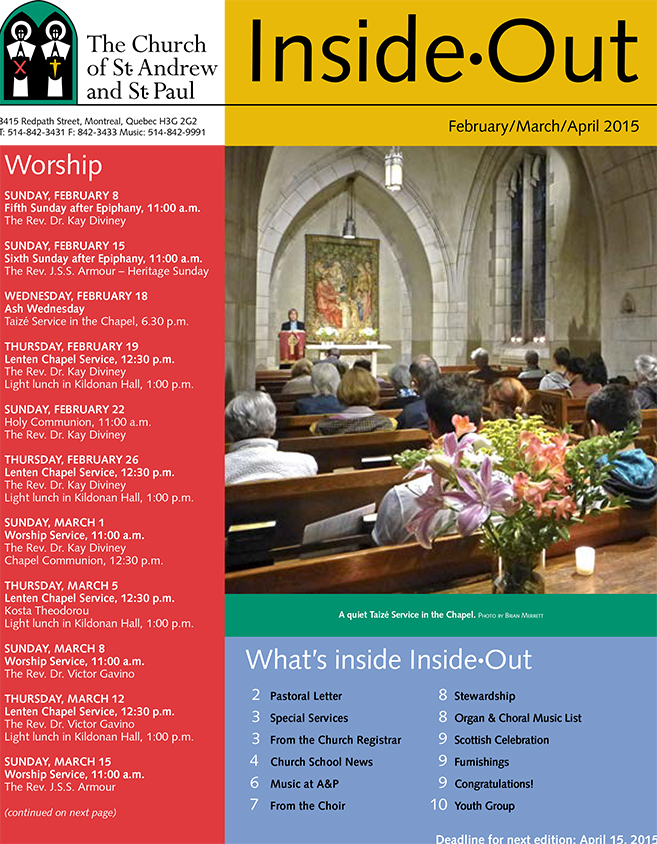 The Church
of St. Andrew
and St. Paul
3415 Redpath Street, Montreal, Quebec H3G 2G2
T: 514-842-3431 F: 842-3433 Music: 514-842-9991
Inside•Out
February/March/April 2015
Worship
SUNDAY, FEBRUARY 8
Fifth Sunday after Epiphany, 11:00 a.m.
The Rev. Dr. Kay Diviney
SUNDAY, FEBRUARY 15
Sixth Sunday after Epiphany, 11:00 a.m.
The Rev. J.S.S. Armour – Heritage Sunday
WEDNESDAY, FEBRUARY 18
Ash Wednesday
Taizé Service in the Chapel, 6.30 p.m.
THURSDAY, FEBRUARY 19
Lenten Chapel Service, 12:30 p.m.
The Rev. Dr. Kay Diviney
Light lunch in Kildonan Hall, 1:00 p.m.
SUNDAY, FEBRUARY 22
Holy Communion, 11:00 a.m.
The Rev. Dr. Kay Diviney
THURSDAY, FEBRUARY 26
Lenten Chapel Service, 12:30 p.m.
The Rev. Dr. Kay Diviney
Light lunch in Kildonan Hall, 1:00 p.m.
SUNDAY, MARCH 1
Worship Service, 11:00 a.m.
The Rev. Dr. Kay Diviney
Chapel Communion, 12:30 p.m.
THURSDAY, MARCH 5
Lenten Chapel Service, 12:30 p.m.
Kosta Theodorou
Light lunch in Kildonan Hall, 1:00 p.m.
SUNDAY, MARCH 8
Worship Service, 11:00 a.m.
The Rev. Dr. Victor Gavino
THURSDAY, MARCH 12
Lenten Chapel Service, 12:30 p.m.
The Rev. Dr. Victor Gavino
Light lunch in Kildonan Hall, 1:00 p.m.
SUNDAY, MARCH 15
Worship Service, 11:00 a.m.
The Rev. J.S.S. Armour
(continued on next page)
A quiet Taizé Service in the Chapel. PHOTO BY BRIAN MERRETT
What's inside Inside•Out
2 Pastoral Letter
3 Special Services
3 From the Church Registrar
4 Church School News
6 Music at A&P
7 From the Choir
8 Stewardship
8 Organ & Choral Music List
9 Scottish Celebration
9 Furnishings
9 Congratulations!
10 Youth Group
Deadline for next edition: April 15, 2015